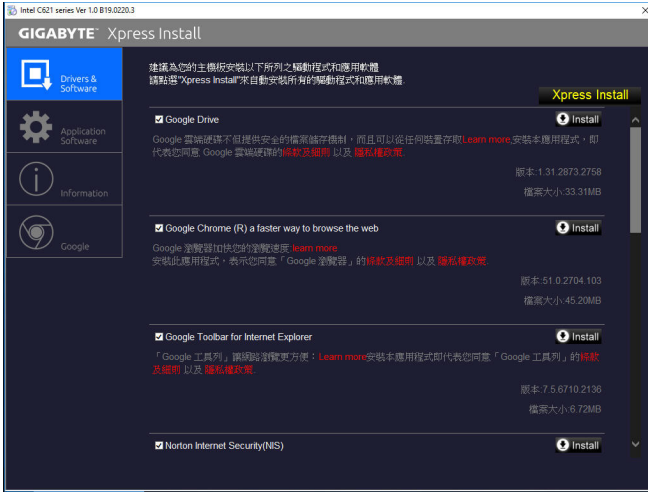 Intel C621 series Ver 1.0 B19.0220.3
GIGABYTE™ Xpress Install
Drivers &
Software
Application
Software
Information
Google
建議為您的主機板安裝以下所列之驅動程式和應用軟體
請點選"Xpress Install"來自動安裝所有的驅動程式和應用軟體.
Xpress Install
Google Drive
Install
Google 雲端硬碟不但提供安全的檔案儲存機制，而且可以從任何裝置存取Learn more,安裝本應用程式，即
代表您同意 Google 雲端硬碟的條款及細則 以及 隱私權政策.
版本:1.31.2873.2758
檔案大小:33.31MB
Google Chrome (R) a faster way to browse the web
Install
Google 瀏覽器加快您的瀏覽速度:learn more
安裝此應用程式，表示您同意「Google 瀏覽器」的條款及細則 以及 隱私權政策
版本:51.0.2704.103
檔案大小:45.20MB
Google Toolbar for Internet Explorer
Install
「Google 工具列」讓網路瀏覽更方便：Learn more安裝本應用程式即代表您同意「Google 工具列」的條款
及細則 以及 隱私權政策.
版本:7.5.6710.2136
檔案大小:6.72MB
Norton Internet Security(NIS)
Install